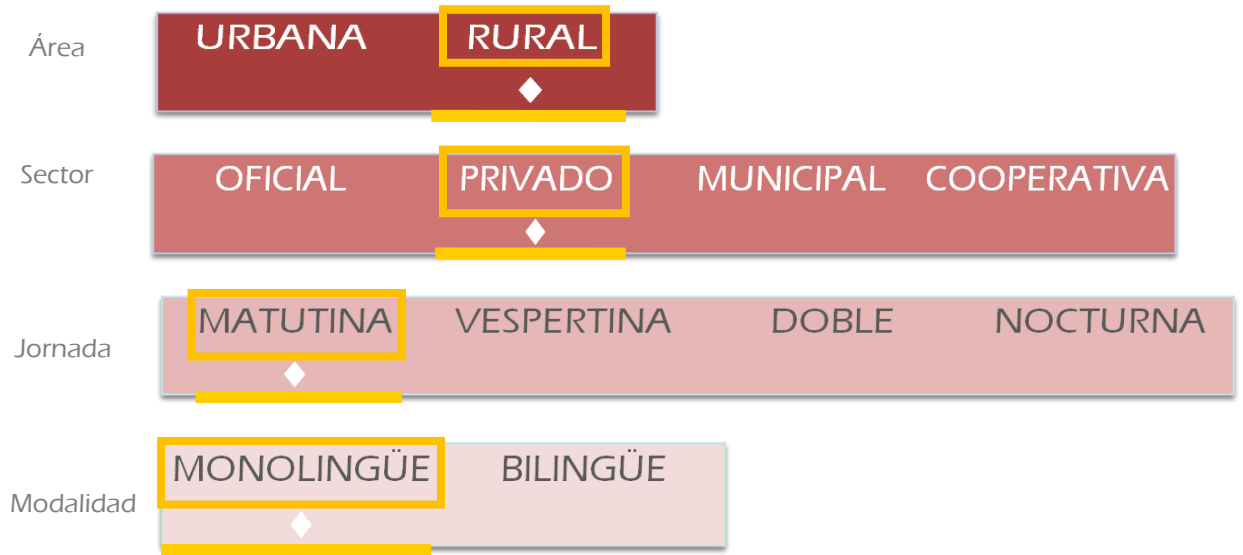 Área
URBANA RURAL
Sector
OFICIAL PRIVADO MUNICIPAL COOPERATIVA
Jornada
MATUTINA VESPERTINA DOBLE NOCTURNA
Modalidad
MONOLINGÜE BILINGÜE